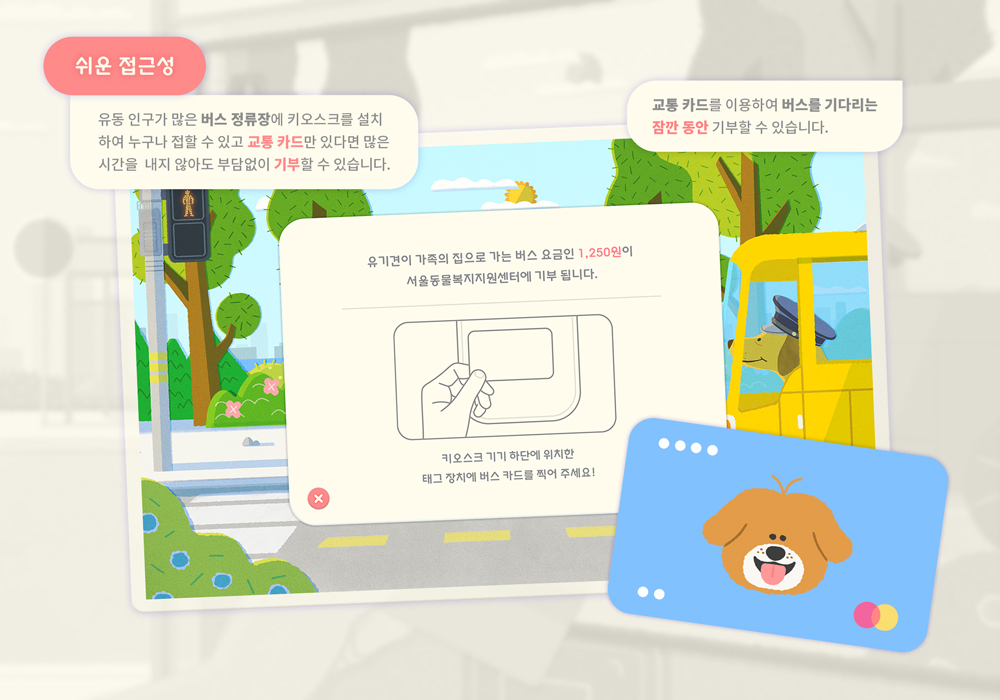 쉬운 접근성
유동 인구가 많은 버스 정류장에 키오스크를 설치
하여 누구나 접할 수 있고 교통 카드만 있다면 많은
시간을 내지 않아도 부담없이 기부할 수 있습니다.
교통 카드를 이용하여 버스를 기다리는
잠깐 동안 기부할 수 있습니다.
유기견이 가족의 집으로 가는 버스 요금인 1,250원이
서울동물복지지원센터에 기부 됩니다.
키오스크 기기 하단에 위치한
태그 장치에 버스 카드를 찍어 주세요!